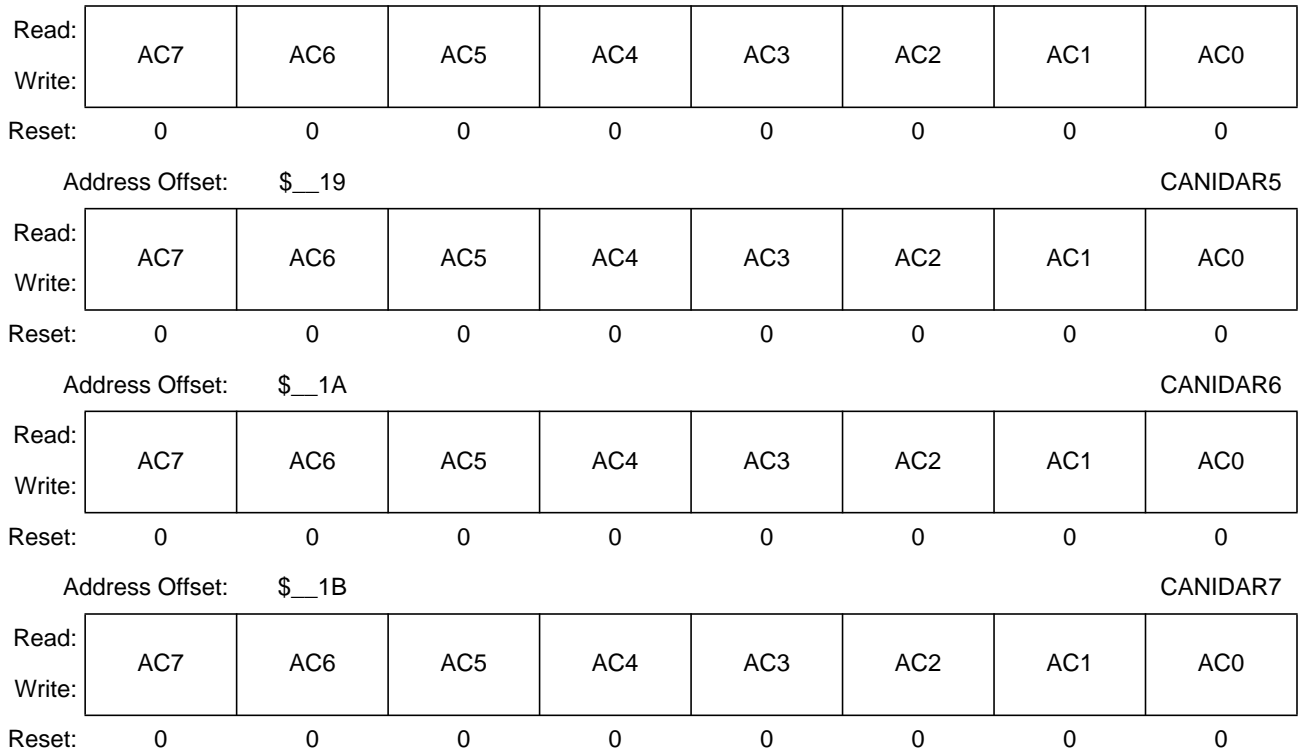 Read:
AC7 AC6 AC5 AC4 AC3 AC2 AC1 AC0
Write:
Reset: 0 0 0 0 0 0 0 0
Address Offset: $__19 CANIDAR5
Read:
AC7 AC6 AC5 AC4 AC3 AC2 AC1 AC0
Write:
Reset: 0 0 0 0 0 0 0 0
Address Offset: $__1A CANIDAR6
Read:
AC7 AC6 AC5 AC4 AC3 AC2 AC1 AC0
Write:
Reset: 0 0 0 0 0 0 0 0
Address Offset: $__1B CANIDAR7
Read:
AC7 AC6 AC5 AC4 AC3 AC2 AC1 AC0
Write:
Reset: 0 0 0 0 0 0 0 0